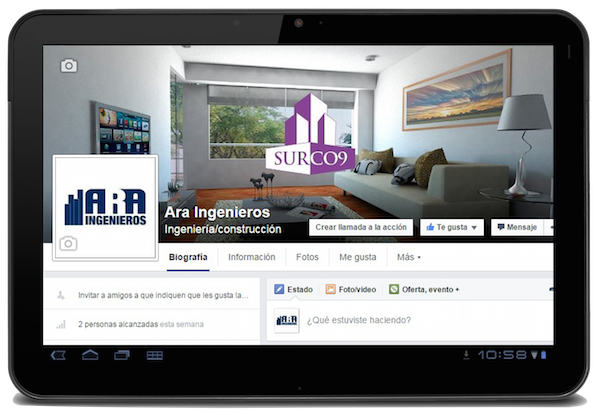 SURCO9
ARA
INGENIEROS
Ara Ingenieros
Ingeniería/construcción
Crear llamada a la acción
Te gusta
Mensaje
Biografía
Información
Fotos
Me gusta
Más
Invitar a amigos a que indiquen que les gusta la...
Estado
Foto/video
Oferta, evento +
2 personas alcanzadas esta semana
ARA
¿Qué estuviste haciendo?
10:58